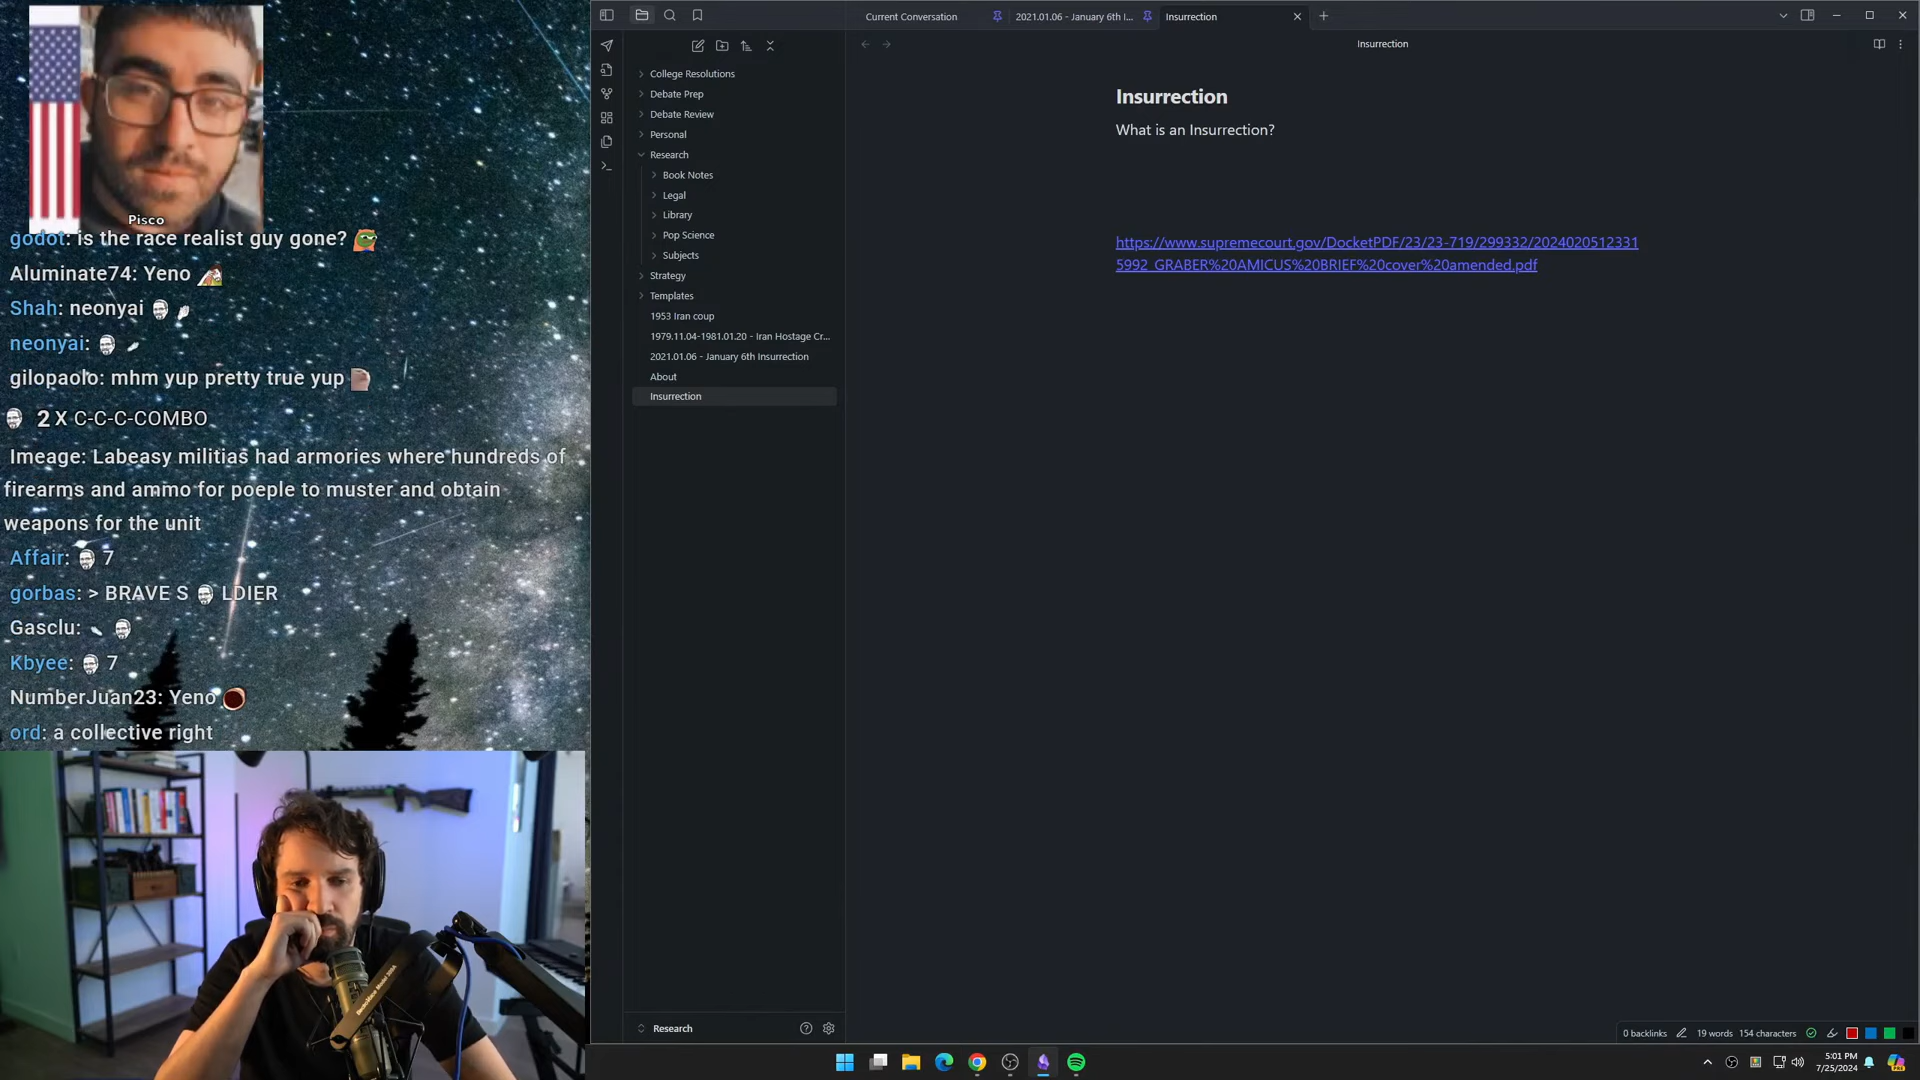 Pisco
godot: is the race realist guy gone?
Aluminate74: Yeno
Shah: neonyai
neonyai:
gilopaolo: mhm yup pretty true yup
2 X C-C-C-COMBO
Imeage: Labeasy militias had armories where hundreds of
firearms and ammo for poeple to muster and obtain
weapons for the unit
Affair: 7
gorbas: > BRAVE S LDIER
Gasclu:
Kbyee: 7
NumberJuan23: Yeno
ord: a collective right
College Resolutions
Debate Prep
Debate Review
Personal
Research
Book Notes
Legal
Library
Pop Science
Subjects
Strategy
Templates
1953 Iran coup
1979.11.04-1981.01.20 - Iran Hostage Cr...
2021.01.06 - January 6th Insurrection
About
Insurrection
Research
Current Conversation
2021.01.06 - January 6th I...
Insurrection
Insurrection
Insurrection
What is an Insurrection?
https://www.supremecourt.gov/DocketPDF/23/23-719/299332/2024020512331
5992_GRABER%20AMICUS%20BRIEF%20cover%20amended.pdf
0 backlinks 19 words 154 characters
5:01 PM
7/25/2024